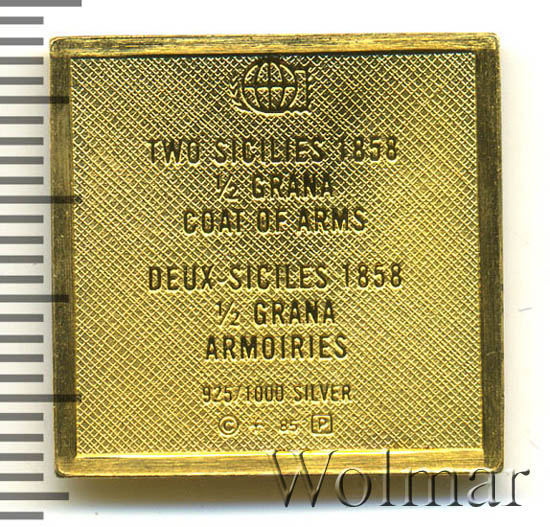 TWO SICILIES 1858
½ GRANA
COAT OF ARMS
DEUX-SICILES 1858
½ GRANA
ARMOIRIES
925/1000 SILVER
© 85 P
Wolmar